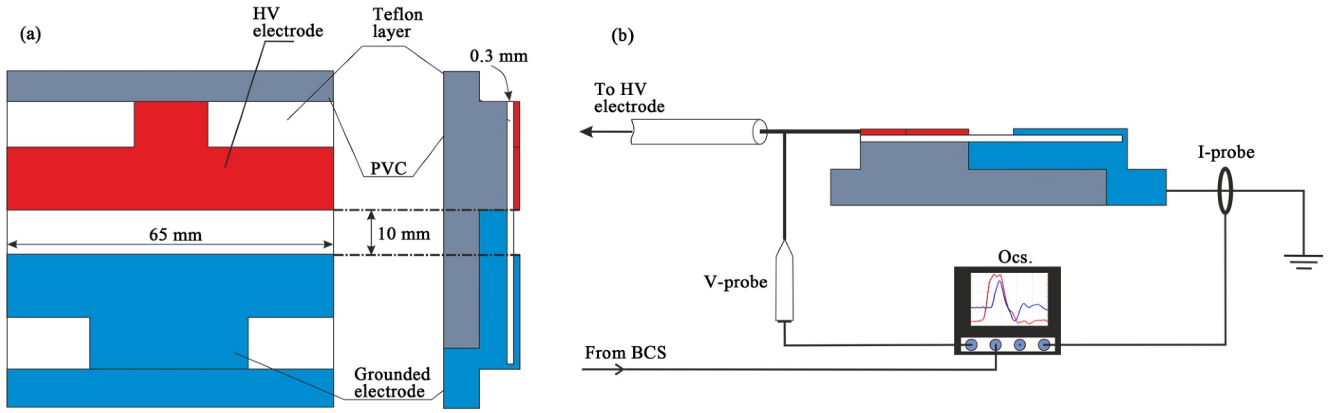 (a)
HV
electrode
Teflon
layer
0.3 mm
PVC
65 mm
10 mm
Grounded
electrode
(b)
To HV
electrode
I-probe
V-probe
Ocs.
From BCS